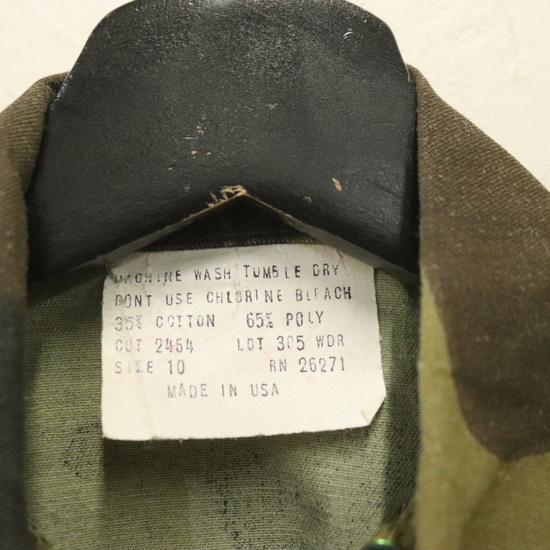 MACHINE WASH TUMBLE DRY
DONT USE CHLORINE BLEACH
35% COTTON 65% POLY
CUT 2464 LOT 305 WDR
SIZE 10 RN 26271
MADE IN USA